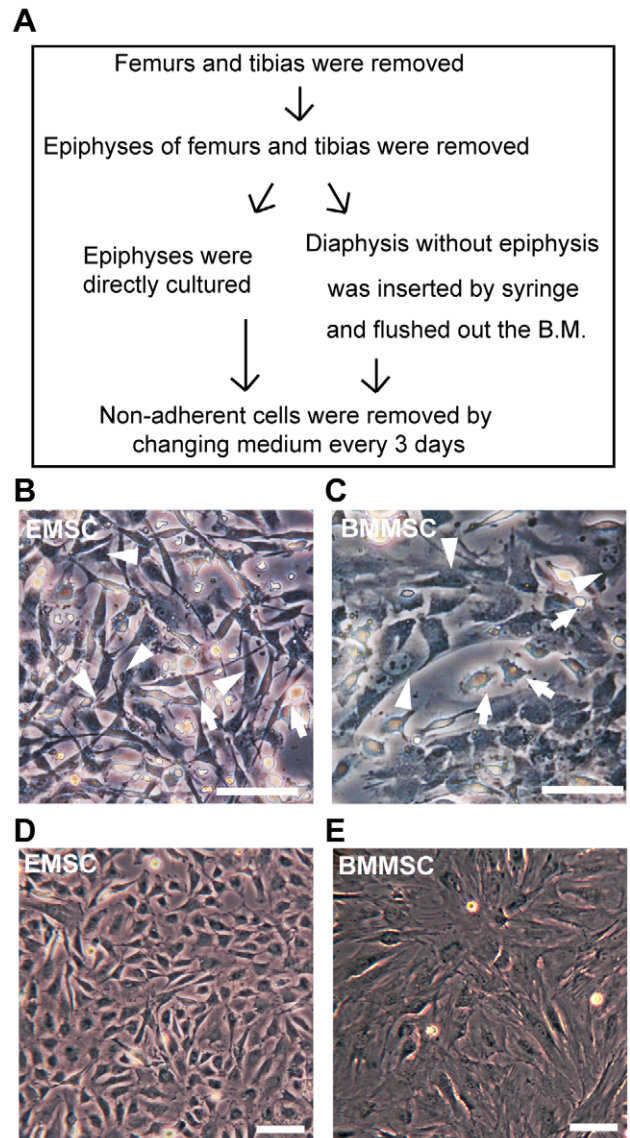 A
Femurs and tibias were removed
Epiphyses of femurs and tibias were removed
Epiphyses were
directly cultured
Diaphysis without epiphysis
was inserted by syringe
and flushed out the B.M.
Non-adherent cells were removed by
changing medium every 3 days
B
EMSC
C
BMMSC
D
EMSC
E
BMMSC